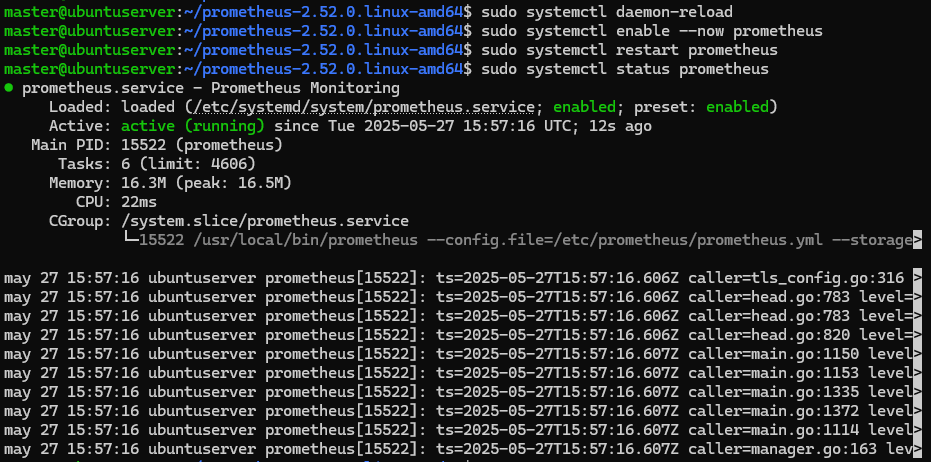 master@ubuntuserver:~/prometheus-2.52.0.linux-amd64$ sudo systemctl daemon-reload
master@ubuntuserver:~/prometheus-2.52.0.linux-amd64$ sudo systemctl enable --now prometheus
master@ubuntuserver:~/prometheus-2.52.0.linux-amd64$ sudo systemctl restart prometheus
master@ubuntuserver:~/prometheus-2.52.0.linux-amd64$ sudo systemctl status prometheus
● prometheus.service - Prometheus Monitoring
Loaded: loaded (/etc/systemd/system/prometheus.service; enabled; preset: enabled)
Active: active (running) since Tue 2025-05-27 15:57:16 UTC; 12s ago
Main PID: 15522 (prometheus)
Tasks: 6 (limit: 4606)
Memory: 16.3M (peak: 16.5M)
CPU: 22ms
CGroup: /system.slice/prometheus.service
└─15522 /usr/local/bin/prometheus --config.file=/etc/prometheus/prometheus.yml --storage>
may 27 15:57:16 ubuntuserver prometheus[15522]: ts=2025-05-27T15:57:16.606Z caller=tls_config.go:316 >
may 27 15:57:16 ubuntuserver prometheus[15522]: ts=2025-05-27T15:57:16.606Z caller=head.go:783 level=>
may 27 15:57:16 ubuntuserver prometheus[15522]: ts=2025-05-27T15:57:16.606Z caller=head.go:783 level=>
may 27 15:57:16 ubuntuserver prometheus[15522]: ts=2025-05-27T15:57:16.606Z caller=head.go:820 level=>
may 27 15:57:16 ubuntuserver prometheus[15522]: ts=2025-05-27T15:57:16.607Z caller=main.go:1150 level>
may 27 15:57:16 ubuntuserver prometheus[15522]: ts=2025-05-27T15:57:16.607Z caller=main.go:1153 level>
may 27 15:57:16 ubuntuserver prometheus[15522]: ts=2025-05-27T15:57:16.607Z caller=main.go:1335 level>
may 27 15:57:16 ubuntuserver prometheus[15522]: ts=2025-05-27T15:57:16.607Z caller=main.go:1372 level>
may 27 15:57:16 ubuntuserver prometheus[15522]: ts=2025-05-27T15:57:16.607Z caller=main.go:1114 level>
may 27 15:57:16 ubuntuserver prometheus[15522]: ts=2025-05-27T15:57:16.607Z caller=manager.go:163 lev>